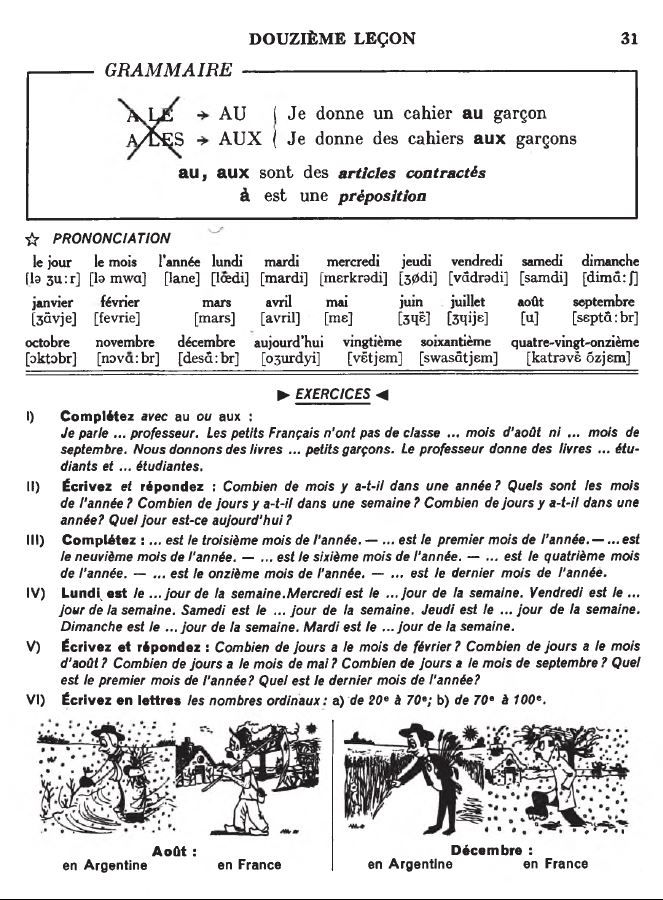 DOUZIÈME LEÇON 31
GRAMMAIRE
A LE → AU { Je donne un cahier au garçon
A LES → AUX { Je donne des cahiers aux garçons
au, aux sont des articles contractés
à est une préposition
☆ PRONONCIATION
le jour le mois l'année lundi mardi mercredi jeudi vendredi samedi dimanche
[lə ʒu:r] [lə mwɑ] [lane] [lœ̃di] [mardi] [mɛrkrədi] [ʒødi] [vɑ̃drədi] [samdi] [dimɑ̃:ʃ]
janvier février mars avril mai juin juillet août septembre
[ʒɑ̃vje] [fevrie] [mars] [avril] [mɛ] [ʒɥɛ̃] [ʒɥijɛ] [u] [sɛptɑ̃:br]
octobre novembre décembre aujourd'hui vingtième soixantième quatre-vingt-onzième
[ɔktɔbr] [nɔvɑ̃:br] [desɑ̃:br] [oʒurdyi] [vɛ̃tjɛm] [swasɑ̃tjɛm] [katrəvɛ̃ õzjɛm]
► EXERCICES ◄
I) Complétez avec au ou aux :
Je parle ... professeur. Les petits Français n'ont pas de classe ... mois d'août ni ... mois de
septembre. Nous donnons des livres ... petits garçons. Le professeur donne des livres ... étu-
diants et ... étudiantes.
II) Écrivez et répondez : Combien de mois y a-t-il dans une année ? Quels sont les mois
de l'année ? Combien de jours y a-t-il dans une semaine ? Combien de jours y a-t-il dans une
année? Quel jour est-ce aujourd'hui ?
III) Complétez : ... est le troisième mois de l'année. — ... est le premier mois de l'année. — ... est
le neuvième mois de l'année. — ... est le sixième mois de l'année. — ... est le quatrième mois
de l'année. — ... est le onzième mois de l'année. — ... est le dernier mois de l'année.
IV) Lundi est le ... jour de la semaine. Mercredi est le ... jour de la semaine. Vendredi est le ...
jour de la semaine. Samedi est le ... jour de la semaine. Jeudi est le ... jour de la semaine.
Dimanche est le ... jour de la semaine. Mardi est le ... jour de la semaine.
V) Écrivez et répondez : Combien de jours a le mois de février ? Combien de jours a le mois
d'août ? Combien de jours a le mois de mai ? Combien de jours a le mois de septembre ? Quel
est le premier mois de l'année? Quel est le dernier mois de l'année?
VI) Écrivez en lettres les nombres ordinaux : a) de 20e à 70e; b) de 70e à 100e.
Août : Décembre :
en Argentine en France en Argentine en France